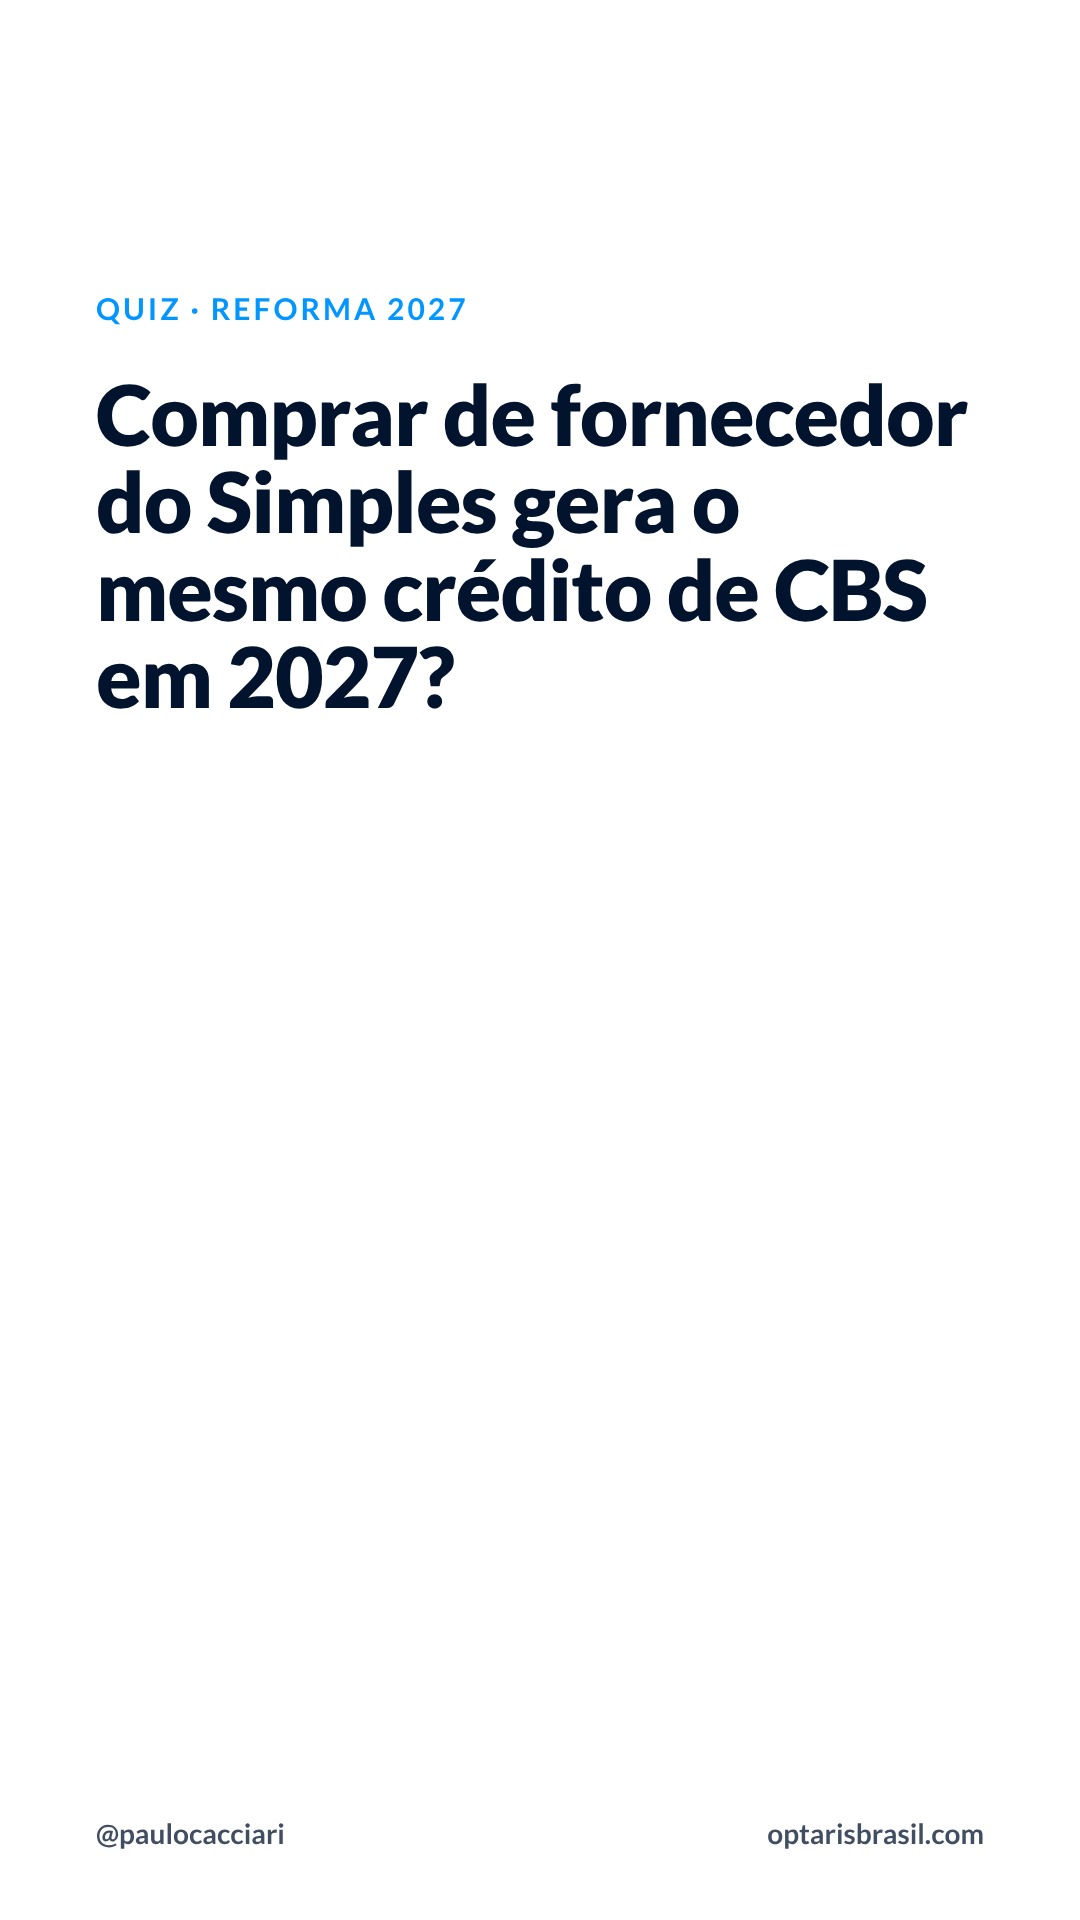 QUIZ · REFORMA 2027
Comprar de fornecedor
do Simples gera o
mesmo crédito de CBS
em 2027?
@paulocacciari
optarisbrasil.com